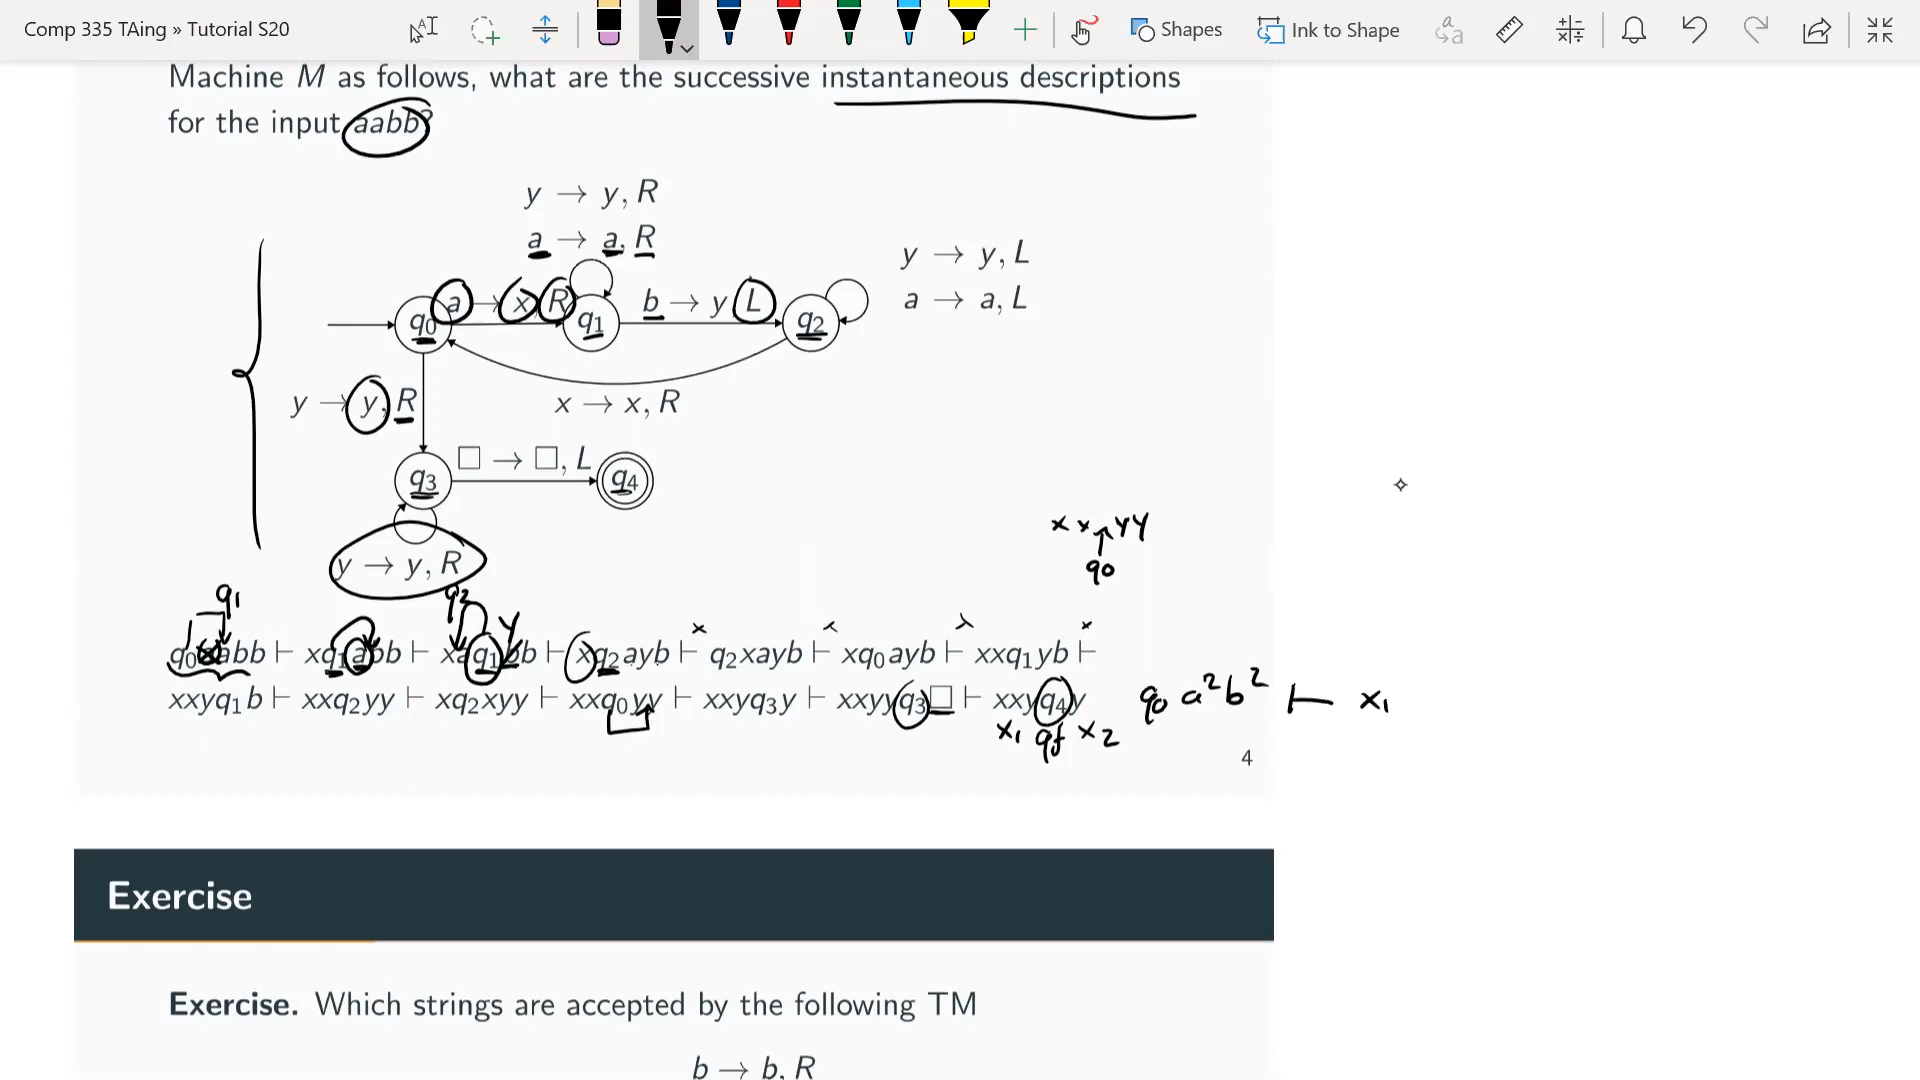 Comp 335 TAing » Tutorial S20
Shapes
Ink to Shape
Machine M as follows, what are the successive instantaneous descriptions
for the input aabb?
y → y, R
a → a, R
y → y, L
a → a, L
q0 a → x, R q1 b → y, L q2
y → y, R
x → x, R
q3 □ → □, L q4
y → y, R
x x ↑ y y
q0
q1
q2
y
q0aabb ⊢ xq1abb ⊢ xaq1bb ⊢ xq2ayb ⊢ q2xayb ⊢ xq0ayb ⊢ xxq1yb ⊢
xxyq1b ⊢ xxq2yy ⊢ xq2xyy ⊢ xxq0yy ⊢ xxyq3y ⊢ xxyyq3□ ⊢ xxyq4y
q0 a²b² ⊢ x1
x1 qf x2
4
Exercise
Exercise. Which strings are accepted by the following TM
b → b, R